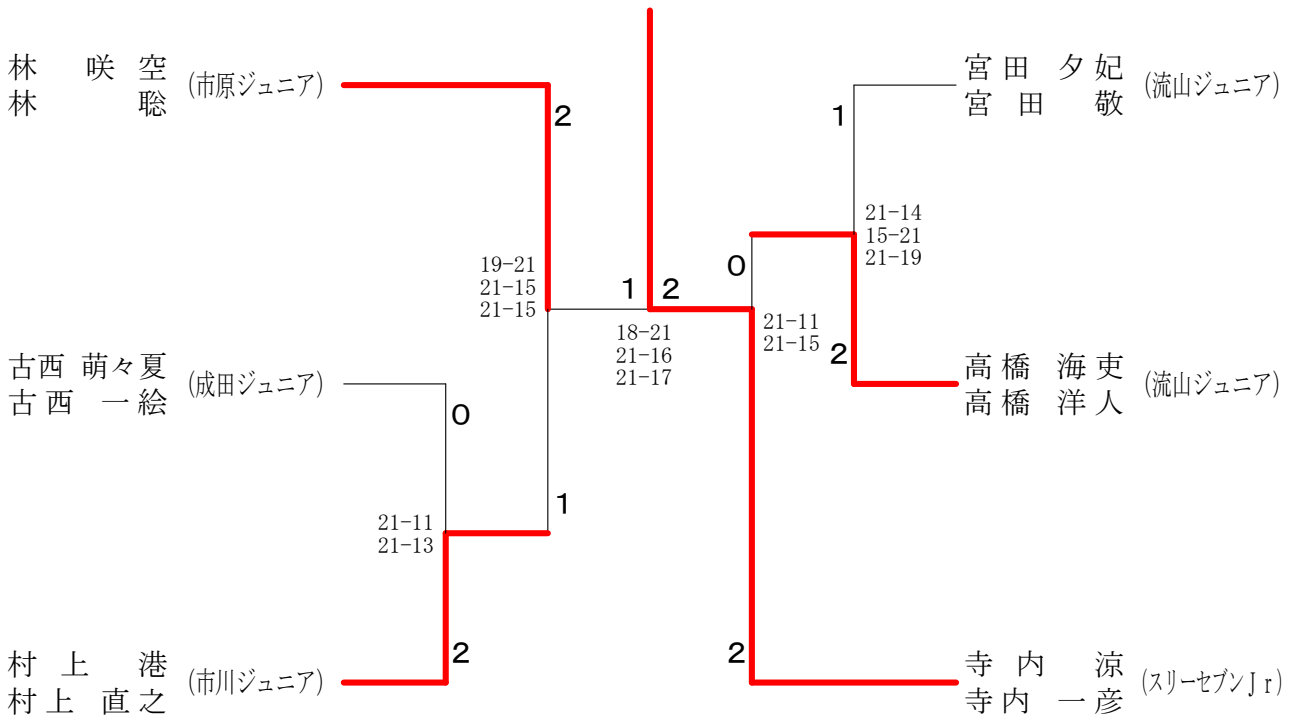 林 咲空
林 聡
(市原ジュニア)
2
宮田 夕妃
宮田 敬
(流山ジュニア)
1
21-14
15-21
21-19
19-21
21-15
21-15
1
2
0
18-21
21-16
21-17
21-11
21-15
2
古西 萌々夏
古西 一絵
(成田ジュニア)
0
高橋 海吏
高橋 洋人
(流山ジュニア)
1
21-11
21-13
2
村上 港
村上 直之
(市川ジュニア)
2
寺内 涼
寺内 一彦
(スリーセブンJr)